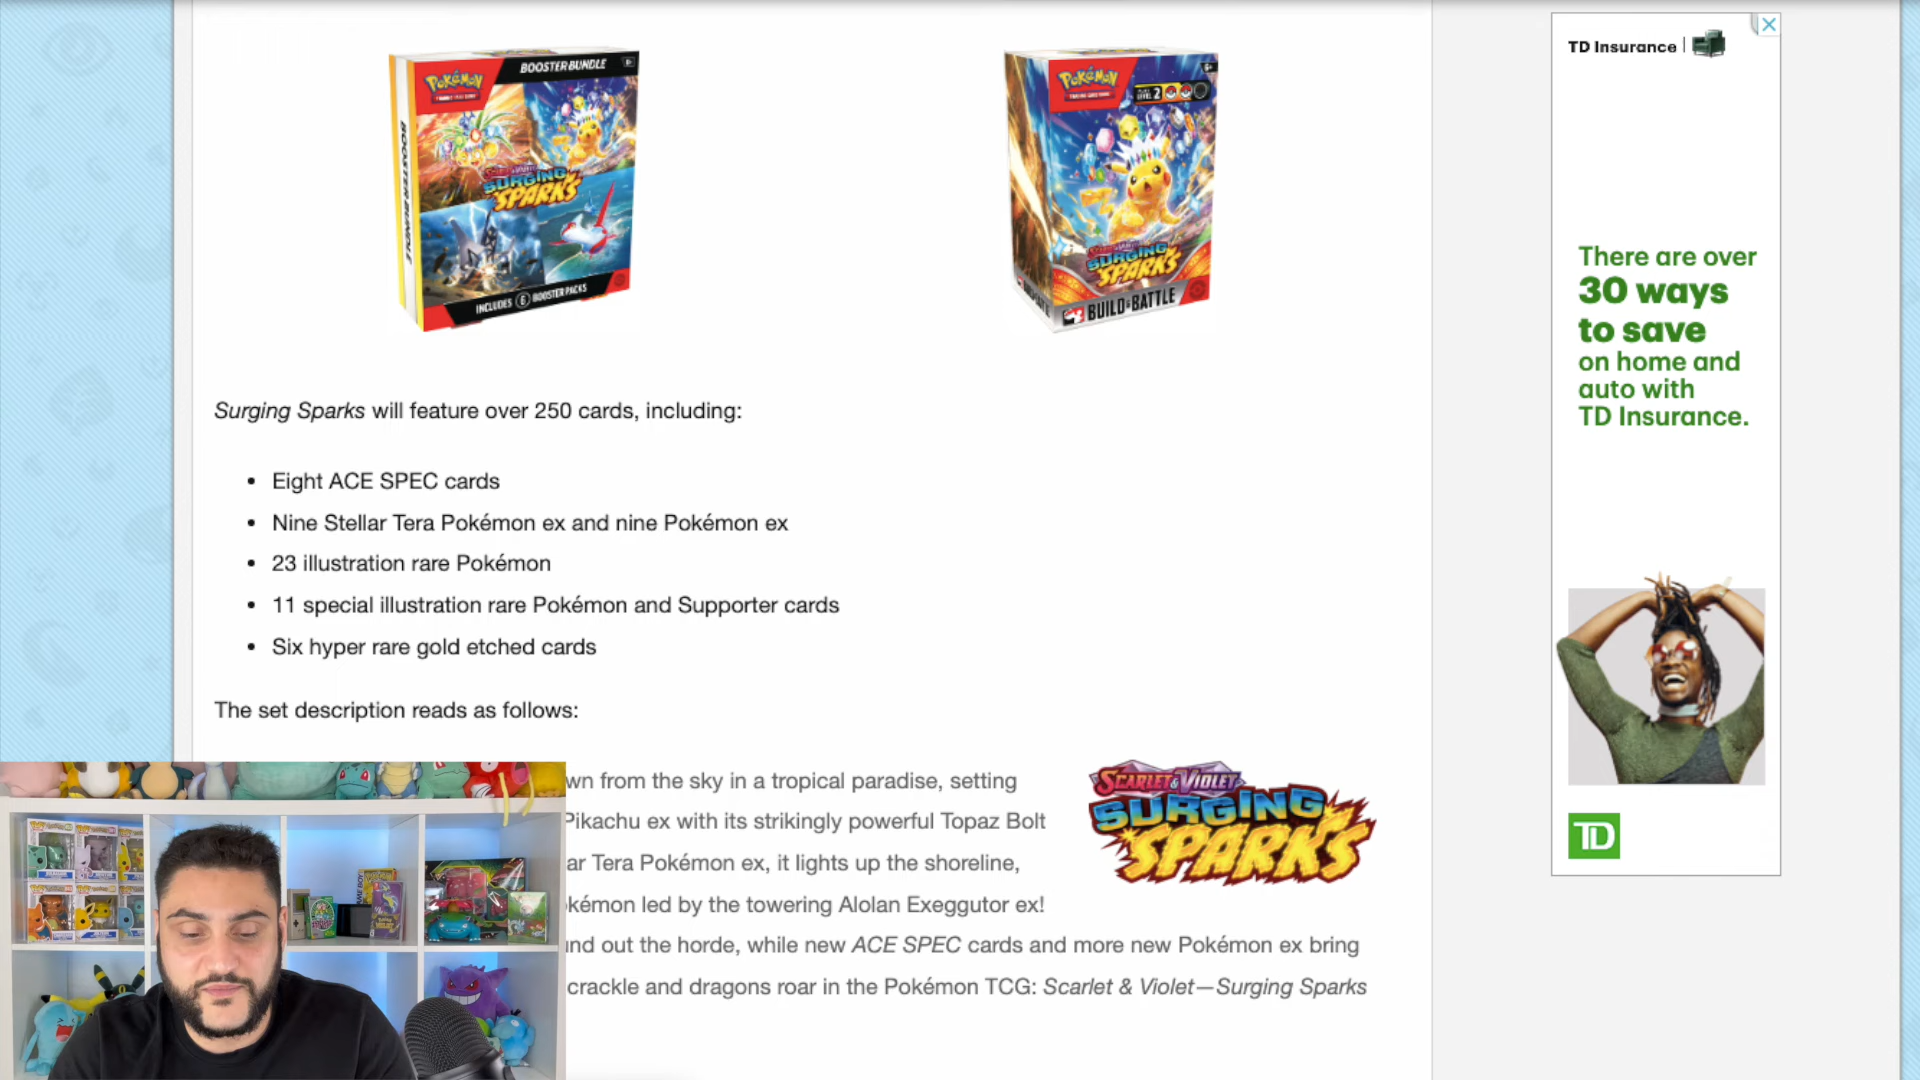 BOOSTER BUNDLE
POKÉMON
BOOSTER BUNDLE
SURGING
SPARKS
INCLUDES 6 BOOSTER PACKS
POKÉMON
LEVEL 2
6+
SURGING
SPARKS
BUILD & BATTLE
Surging Sparks will feature over 250 cards, including:
• Eight ACE SPEC cards
• Nine Stellar Tera Pokémon ex and nine Pokémon ex
• 23 illustration rare Pokémon
• 11 special illustration rare Pokémon and Supporter cards
• Six hyper rare gold etched cards
The set description reads as follows:
wn from the sky in a tropical paradise, setting
Pikachu ex with its strikingly powerful Topaz Bolt
ar Tera Pokémon ex, it lights up the shoreline,
kémon led by the towering Alolan Exeggutor ex!
und out the horde, while new ACE SPEC cards and more new Pokémon ex bring
crackle and dragons roar in the Pokémon TCG: Scarlet & Violet—Surging Sparks
SCARLET & VIOLET
SURGING
SPARKS
TD Insurance
There are over
30 ways
to save
on home and
auto with
TD Insurance.
TD